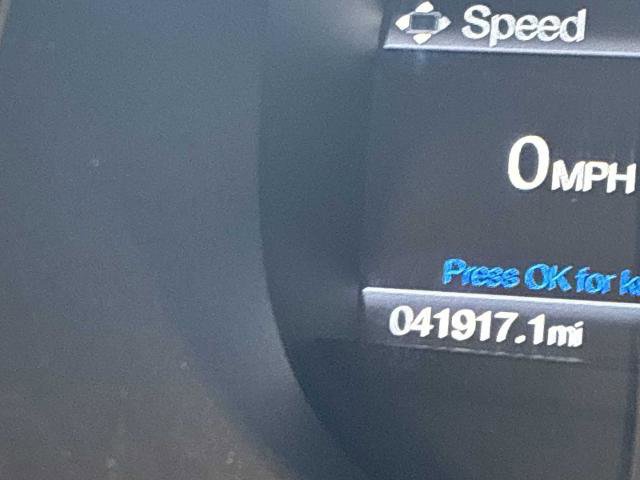 Speed
0MPH
Press OK for
041917.1mi